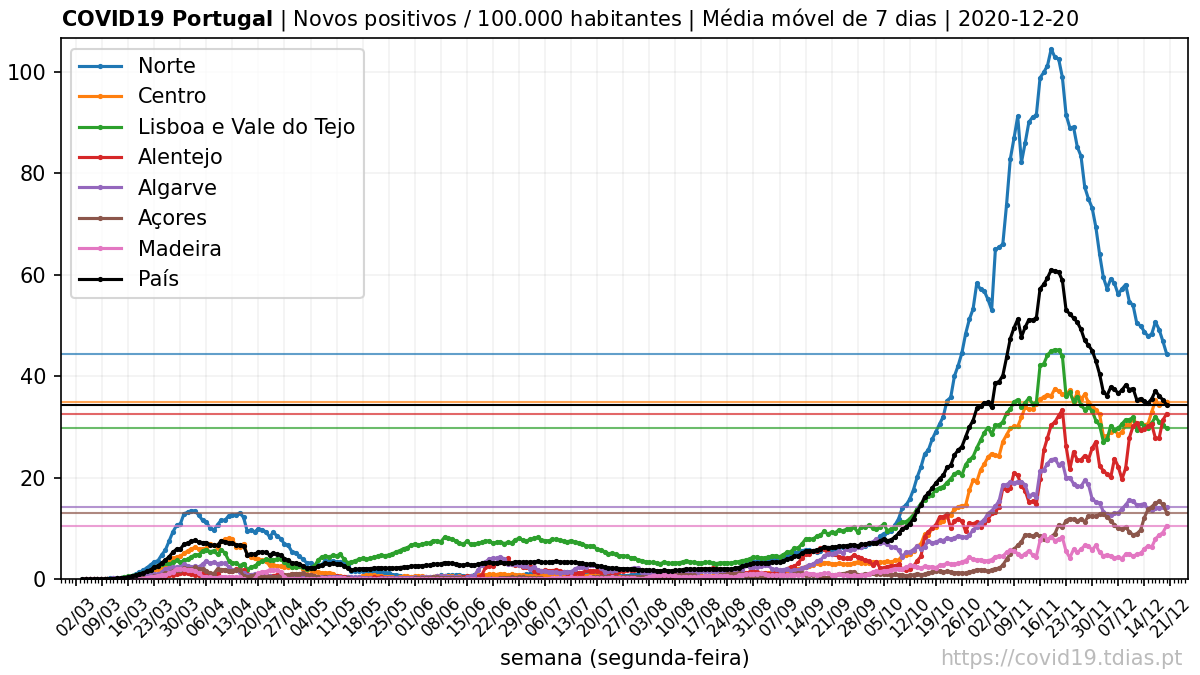 COVID19 Portugal | Novos positivos / 100.000 habitantes | Média móvel de 7 dias | 2020-12-20
Norte
Centro
Lisboa e Vale do Tejo
Alentejo
Algarve
Açores
Madeira
País
100
80
60
40
20
0
02/03 09/03 16/03 23/03 30/03 06/04 13/04 20/04 27/04 04/05 11/05 18/05 25/05 01/06 08/06 15/06 22/06 29/06 06/07 13/07 20/07 27/07 03/08 10/08 17/08 24/08 31/08 07/09 14/09 21/09 28/09 05/10 12/10 19/10 26/10 02/11 09/11 16/11 23/11 30/11 07/12 14/12 21/12
semana (segunda-feira)
https://covid19.tdias.pt